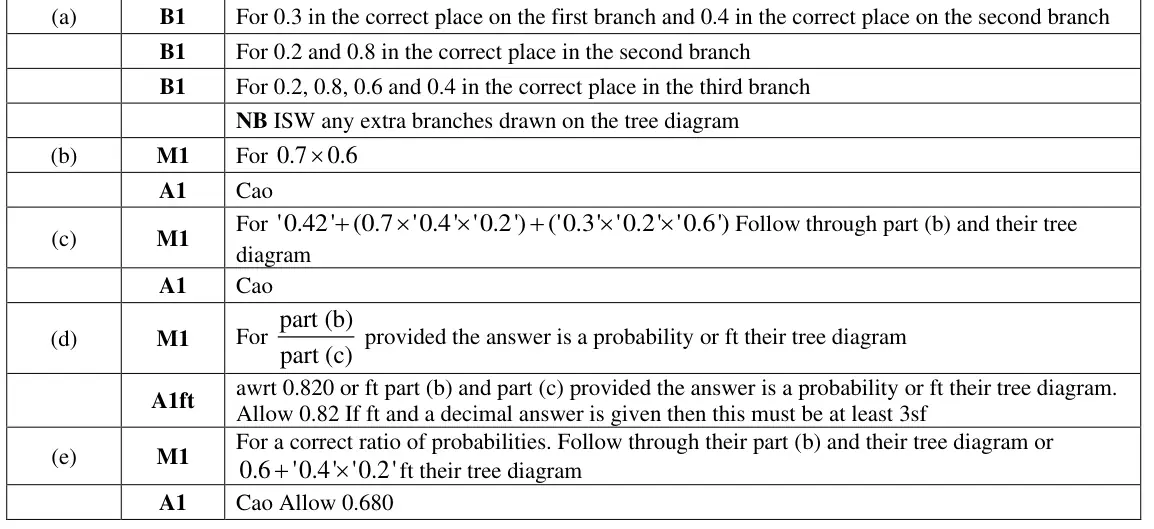 (a) B1 For 0.3 in the correct place on the first branch and 0.4 in the correct place on the second branch
B1 For 0.2 and 0.8 in the correct place in the second branch
B1 For 0.2, 0.8, 0.6 and 0.4 in the correct place in the third branch
NB ISW any extra branches drawn on the tree diagram
(b) M1 For 0.7×0.6
A1 Cao
(c) M1 For '0.42'+(0.7×'0.4'×'0.2')+('0.3'×'0.2'×'0.6') Follow through part (b) and their tree
diagram
A1 Cao
(d) M1 For part (b) / part (c) provided the answer is a probability or ft their tree diagram
A1ft awrt 0.820 or ft part (b) and part (c) provided the answer is a probability or ft their tree diagram.
Allow 0.82 If ft and a decimal answer is given then this must be at least 3sf
(e) M1 For a correct ratio of probabilities. Follow through their part (b) and their tree diagram or
0.6+'0.4'×'0.2' ft their tree diagram
A1 Cao Allow 0.680